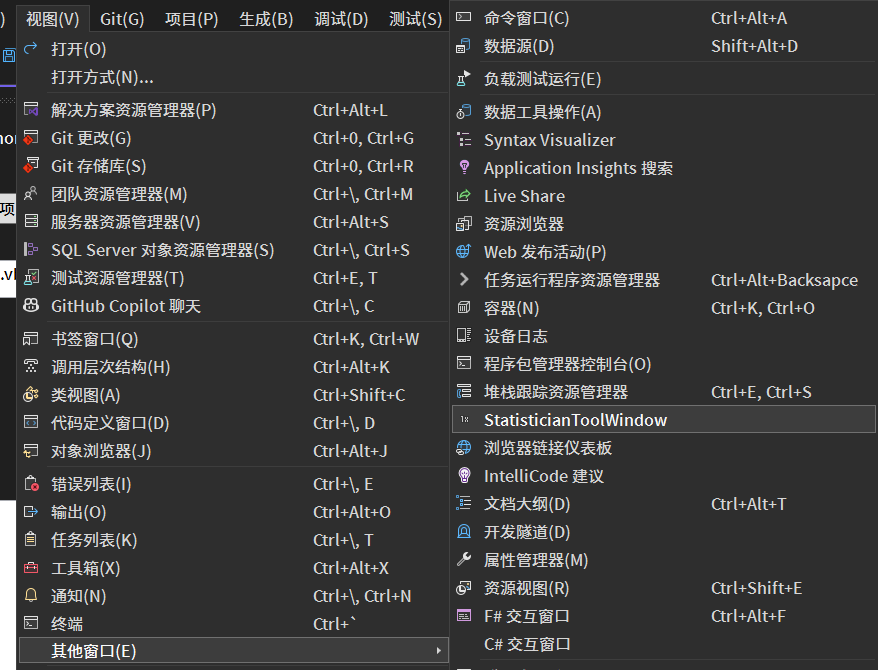 视图(V) Git(G) 项目(P) 生成(B) 调试(D) 测试(S)
打开(O)
打开方式(N)...
解决方案资源管理器(P) Ctrl+Alt+L
Git 更改(G) Ctrl+0, Ctrl+G
Git 存储库(S) Ctrl+0, Ctrl+R
团队资源管理器(M) Ctrl+\, Ctrl+M
服务器资源管理器(V) Ctrl+Alt+S
SQL Server 对象资源管理器(S) Ctrl+\, Ctrl+S
测试资源管理器(T) Ctrl+E, T
GitHub Copilot 聊天 Ctrl+\, C
书签窗口(Q) Ctrl+K, Ctrl+W
调用层次结构(H) Ctrl+Alt+K
类视图(A) Ctrl+Shift+C
代码定义窗口(D) Ctrl+\, D
对象浏览器(J) Ctrl+Alt+J
错误列表(I) Ctrl+\, E
输出(O) Ctrl+Alt+O
任务列表(K) Ctrl+\, T
工具箱(X) Ctrl+Alt+X
通知(N) Ctrl+\, Ctrl+N
终端 Ctrl+`
其他窗口(E)
命令窗口(C) Ctrl+Alt+A
数据源(D) Shift+Alt+D
负载测试运行(E)
数据工具操作(A)
Syntax Visualizer
Application Insights 搜索
Live Share
资源浏览器
Web 发布活动(P)
任务运行程序资源管理器 Ctrl+Alt+Backsapce
容器(N) Ctrl+K, Ctrl+O
设备日志
程序包管理器控制台(O)
堆栈跟踪资源管理器 Ctrl+E, Ctrl+S
StatisticianToolWindow
浏览器链接仪表板
IntelliCode 建议
文档大纲(D) Ctrl+Alt+T
开发隧道(D)
属性管理器(M)
资源视图(R) Ctrl+Shift+E
F# 交互窗口 Ctrl+Alt+F
C# 交互窗口